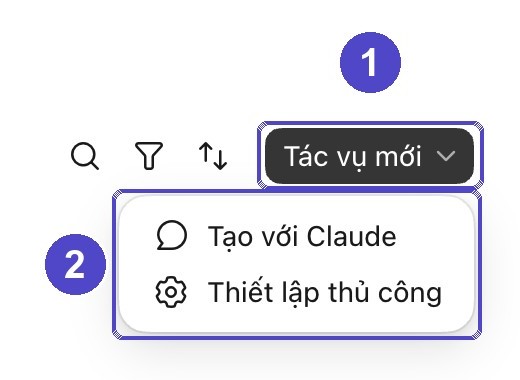 1
Tác vụ mới
2
Tạo với Claude
Thiết lập thủ công